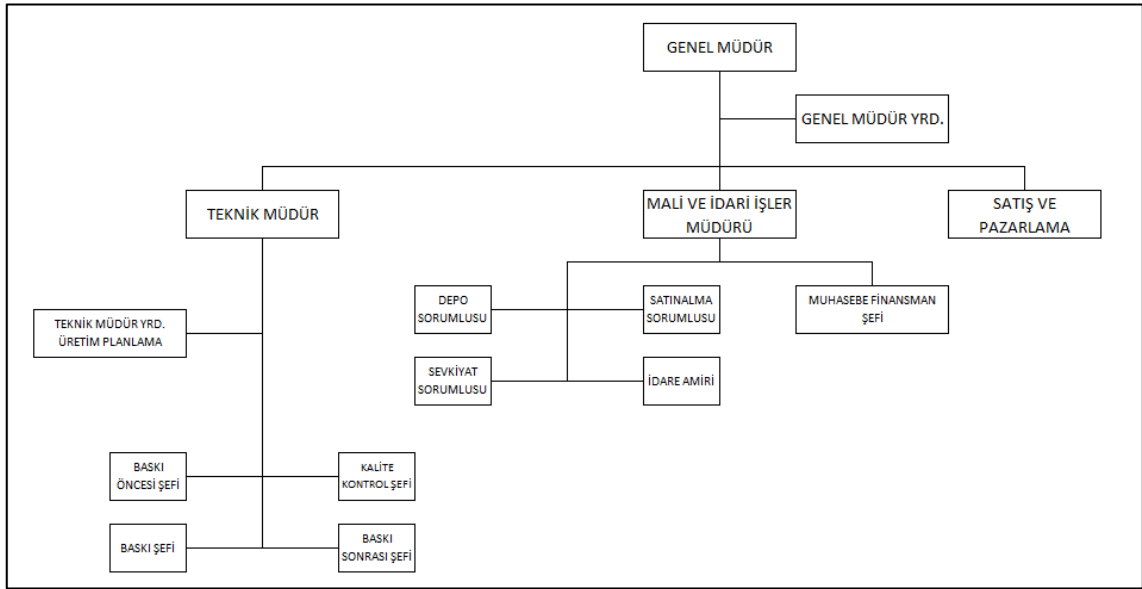 GENEL MÜDÜR
GENEL MÜDÜR YRD.
TEKNİK MÜDÜR
MALİ VE İDARİ İŞLER
MÜDÜRÜ
SATIŞ VE
PAZARLAMA
DEPO
SORUMLUSU
SATINALMA
SORUMLUSU
MUHASEBE FİNANSMAN
ŞEFİ
TEKNİK MÜDÜR YRD.
ÜRETİM PLANLAMA
SEVKİYAT
SORUMLUSU
İDARE AMİRİ
BASKI
ÖNCESİ ŞEFİ
KALİTE
KONTROL ŞEFİ
BASKI ŞEFİ
BASKI
SONRASI ŞEFİ